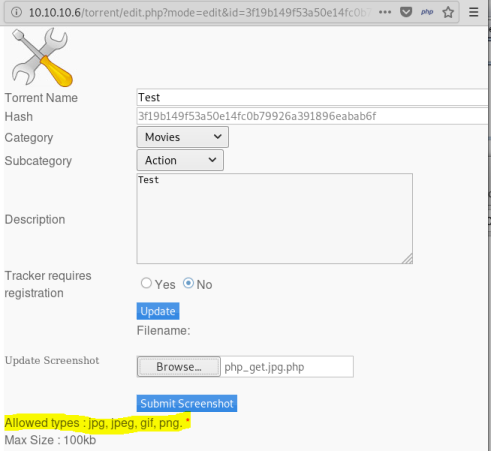 10.10.10.6/torrent/edit.php?mode=edit&id=3f19b149f53a50e14fc0b7 ... php
Torrent Name Test
Hash 3f19b149f53a50e14fc0b79926a391896eabab6f
Category Movies
Subcategory Action
Test
Description
Tracker requires
registration
Yes No
Update
Filename:
Update Screenshot Browse... php_get.jpg.php
Submit Screenshot
Allowed types : jpg, jpeg, gif, png. *
Max Size : 100kb